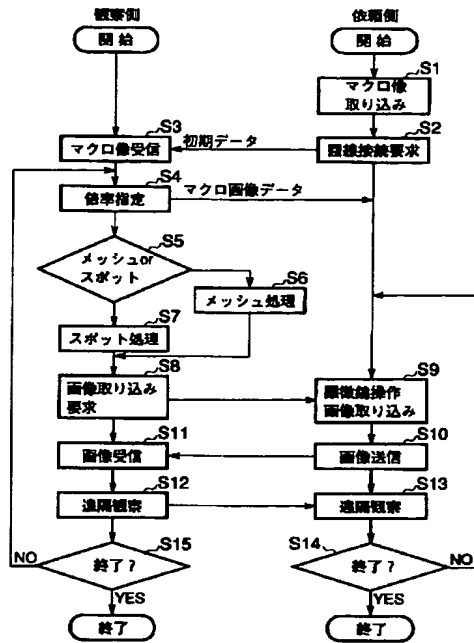 観察側
依頼側
開始
開始
S1
マクロ像
取り込み
S3
S2
マクロ像受信
初期データ
回線接続要求
S4
倍率指定
マクロ画像データ
S5
メッシュor
スポット
S6
メッシュ処理
S7
スポット処理
S8
画像取り込み
要求
S9
顕微鏡操作
画像取り込み
S11
画像受信
S10
画像送信
S12
遠隔観察
S13
遠隔観察
S15
NO
終了?
YES
S14
終了?
NO
YES
終了
終了